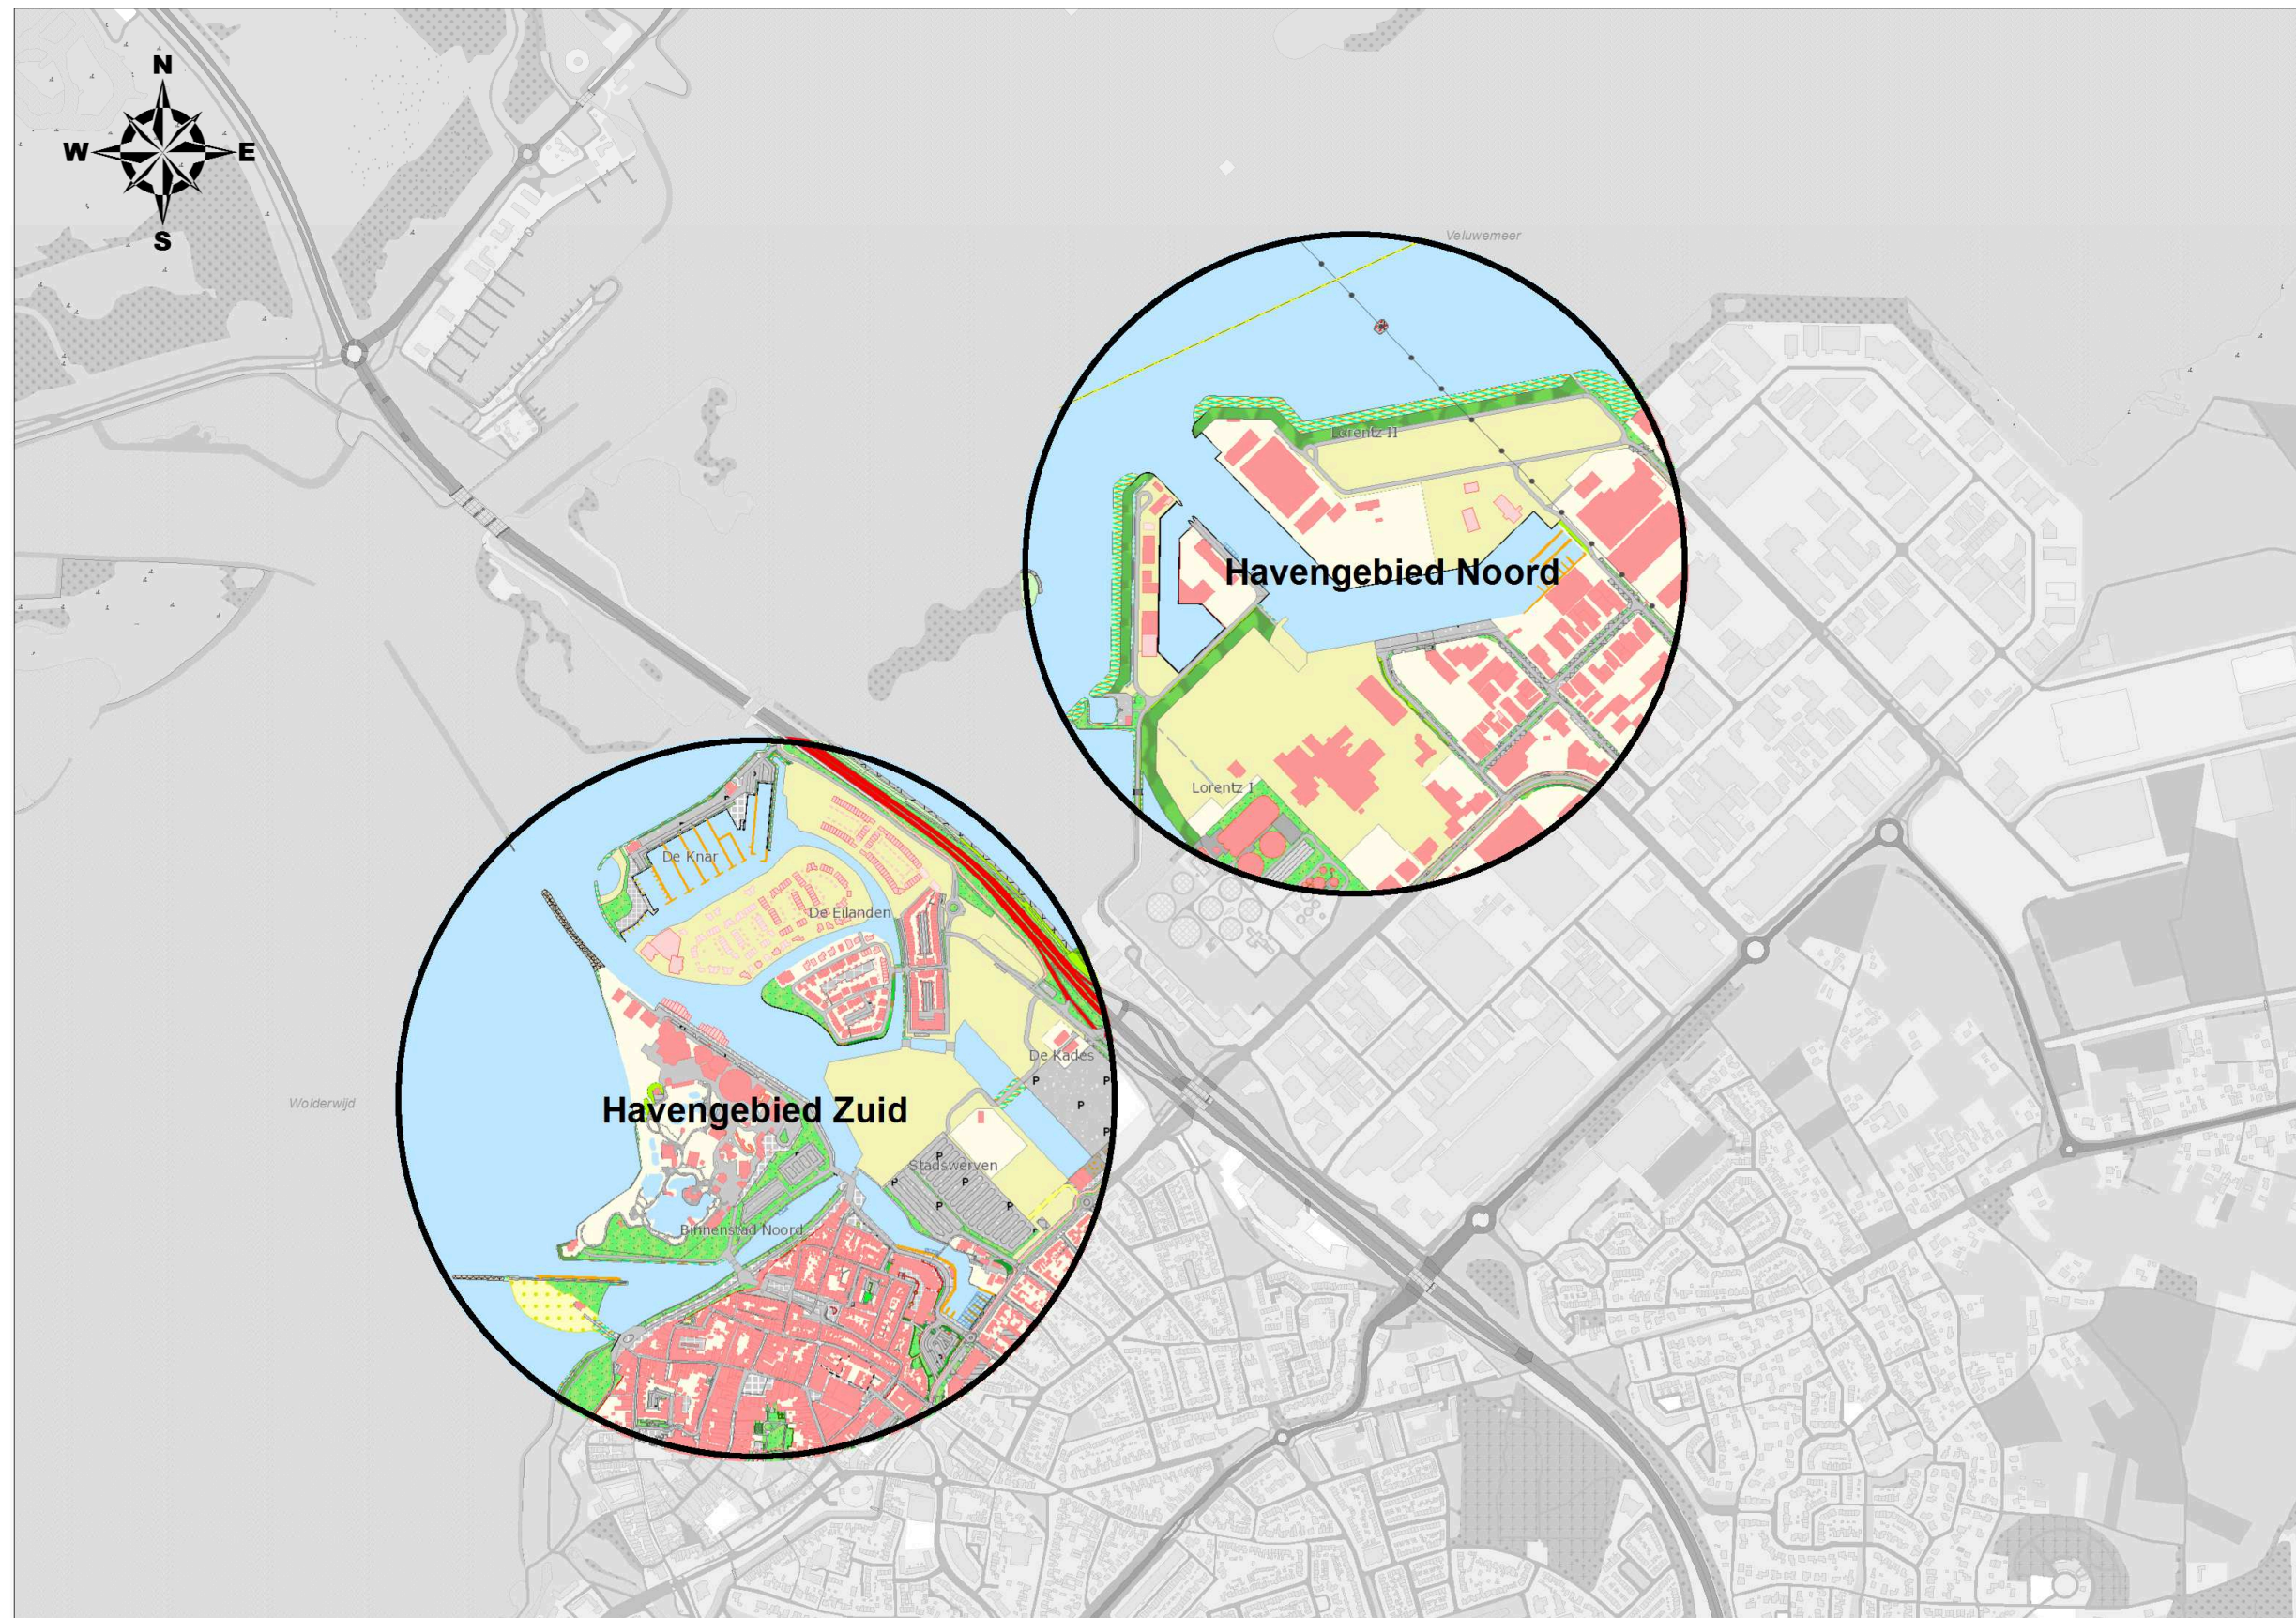 N
W E
S
Veluwemeer
Lorentz II
Havengebied Noord
Lorentz I
De Knar
De Eilanden
De Kades
P P
Wolderwijd
Havengebied Zuid
P
P
P
Stadswerven
P P
P P
Binnenstad Noord
P